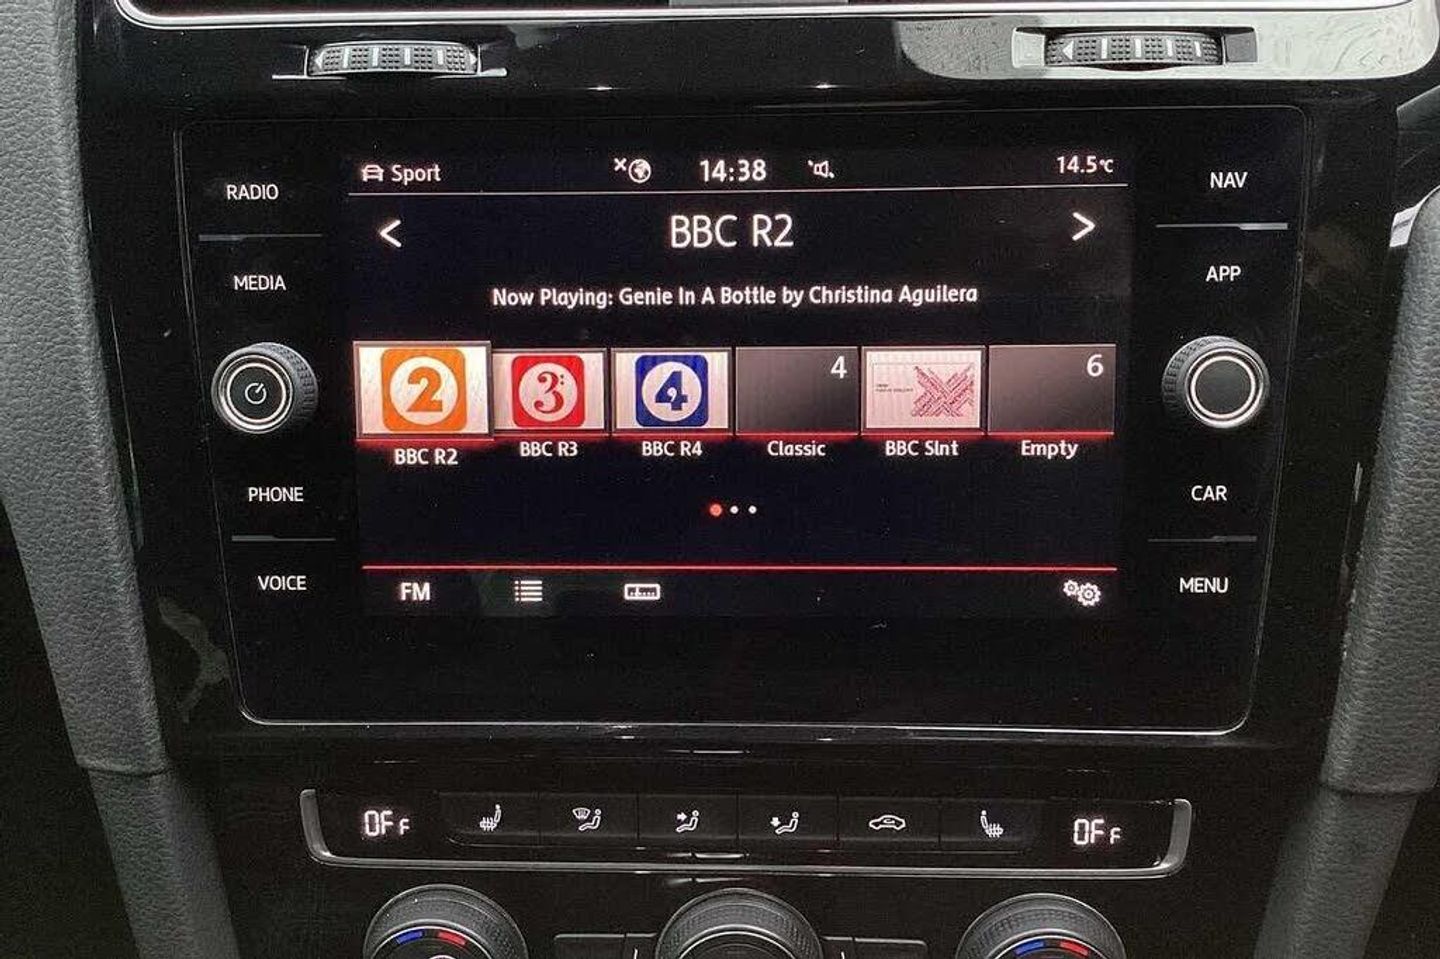 Sport 14:38 14.5°C
RADIO
NAV
< BBC R2 >
MEDIA
APP
Now Playing: Genie In A Bottle by Christina Aguilera
2 3: 4 4 6
BBC R2 BBC R3 BBC R4 Classic BBC Slnt Empty
PHONE
CAR
VOICE
FM
MENU
OFF OFF